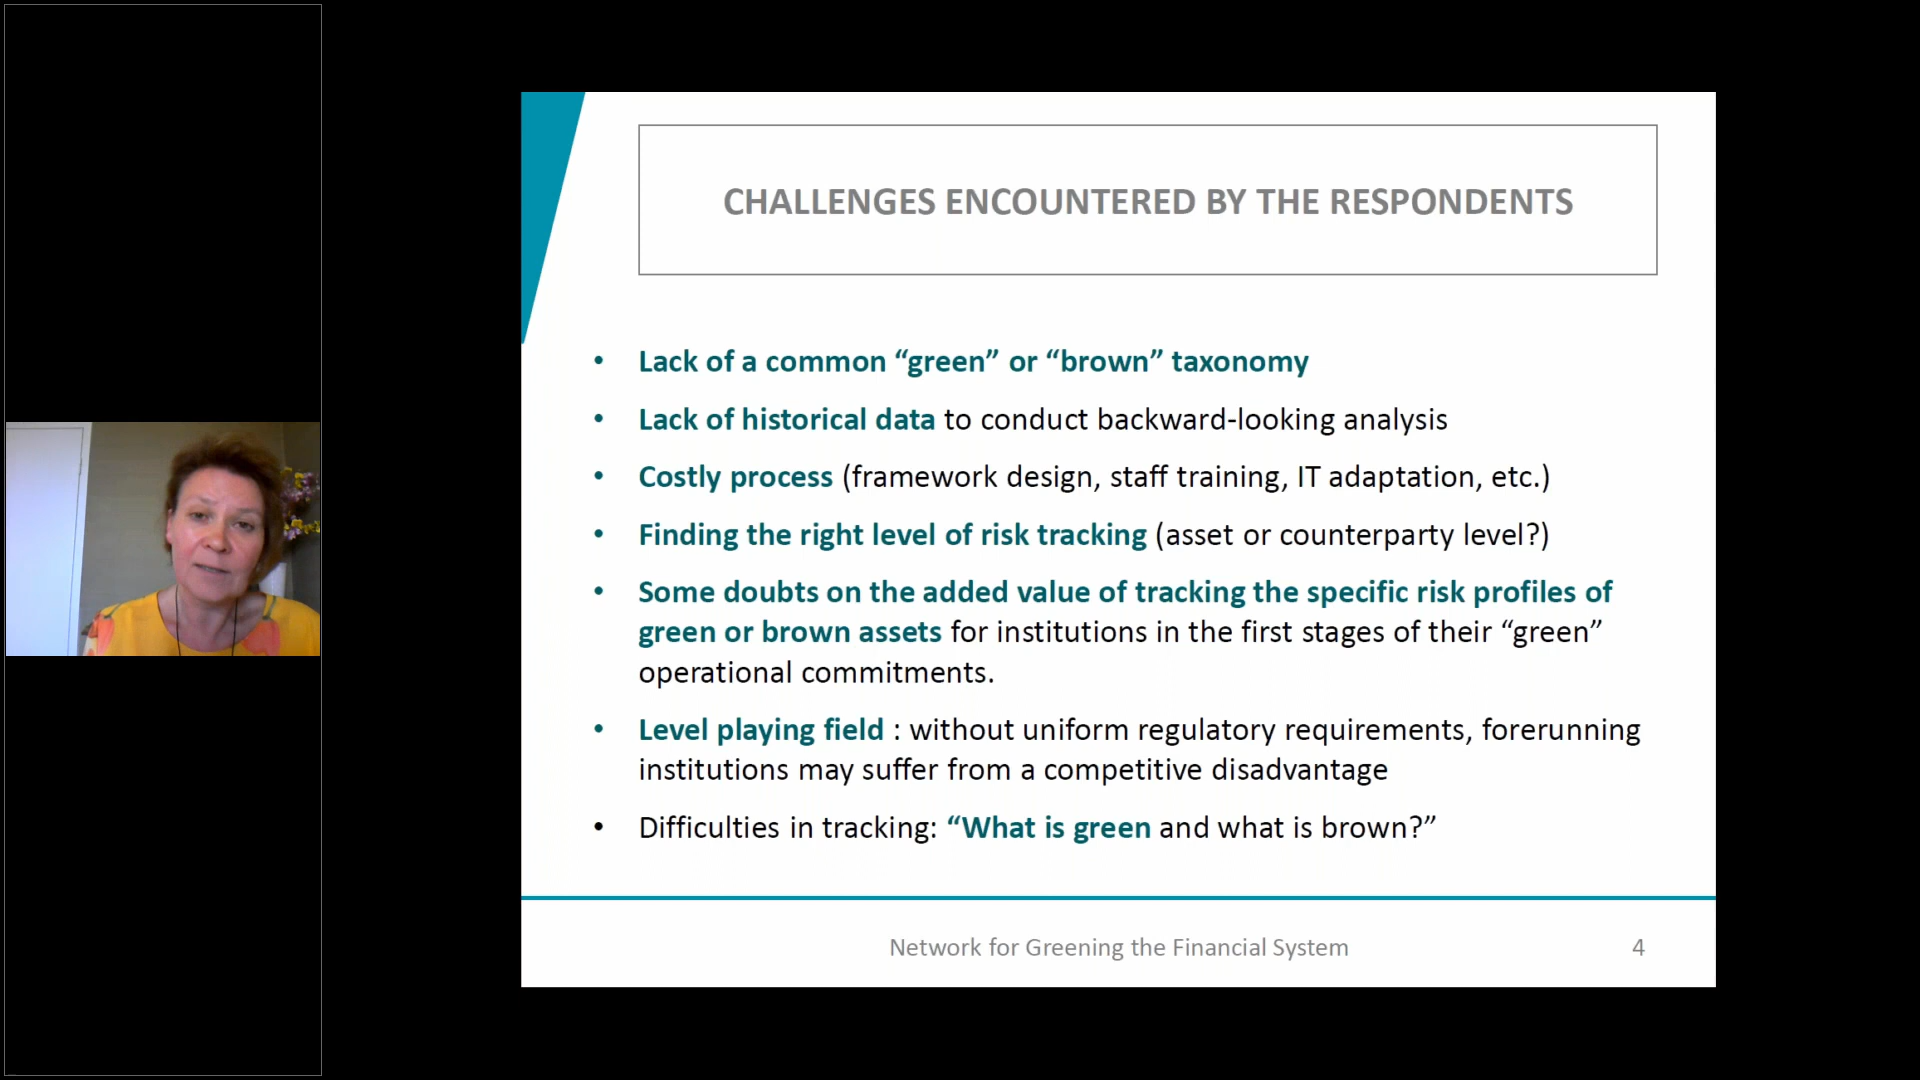 CHALLENGES ENCOUNTERED BY THE RESPONDENTS
• Lack of a common “green” or “brown” taxonomy
• Lack of historical data to conduct backward-looking analysis
• Costly process (framework design, staff training, IT adaptation, etc.)
• Finding the right level of risk tracking (asset or counterparty level?)
• Some doubts on the added value of tracking the specific risk profiles of
green or brown assets for institutions in the first stages of their “green”
operational commitments.
• Level playing field : without uniform regulatory requirements, forerunning
institutions may suffer from a competitive disadvantage
• Difficulties in tracking: “What is green and what is brown?”
Network for Greening the Financial System 4